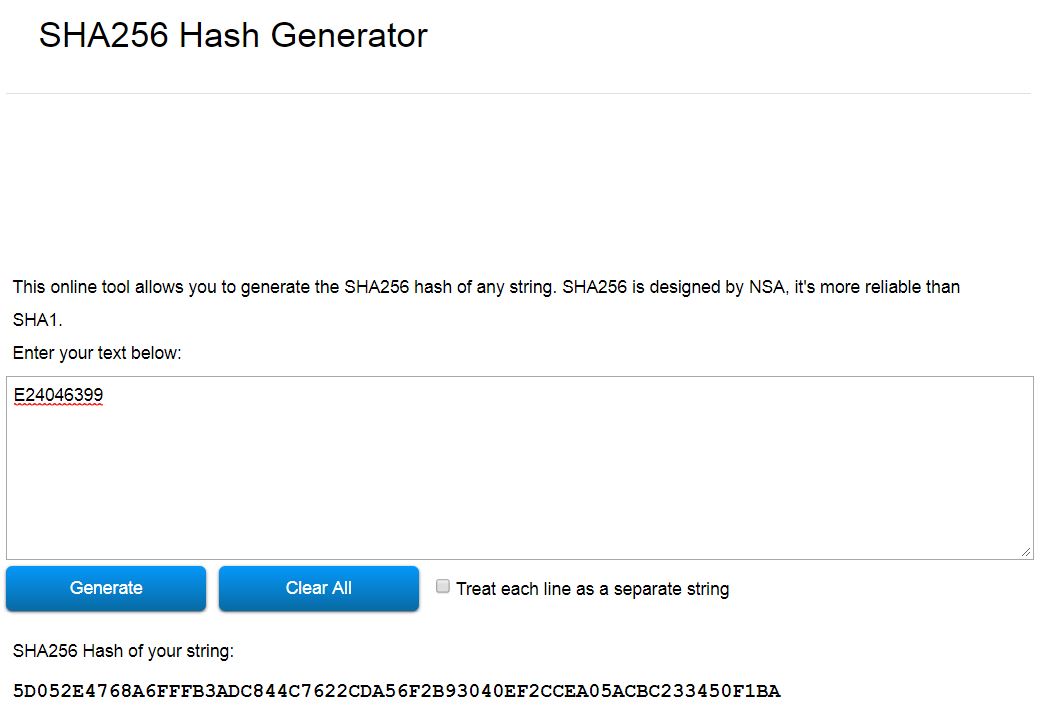 SHA256 Hash Generator
This online tool allows you to generate the SHA256 hash of any string. SHA256 is designed by NSA, it's more reliable than
SHA1.
Enter your text below:
E24046399
Generate
Clear All
Treat each line as a separate string
SHA256 Hash of your string:
5D052E4768A6FFFB3ADC844C7622CDA56F2B93040EF2CCEA05ACBC233450F1BA